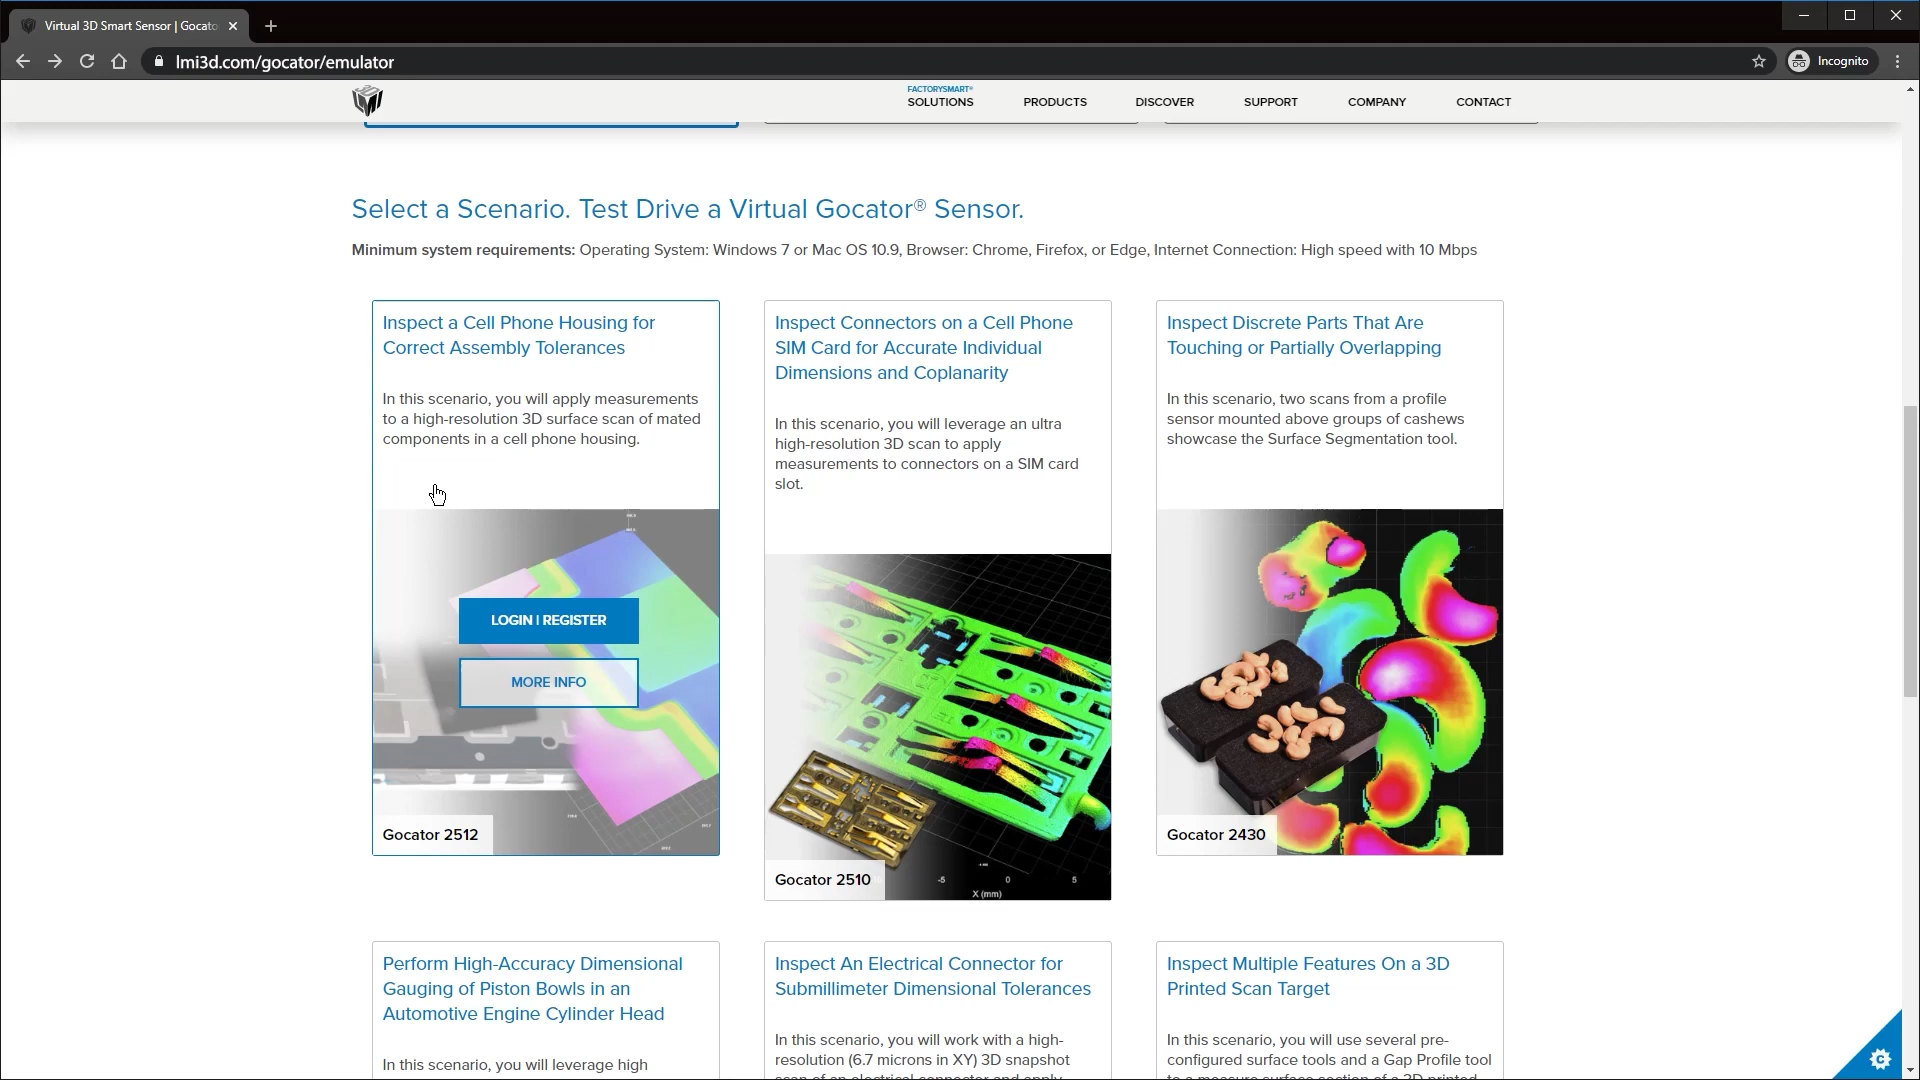 Virtual 3D Smart Sensor | Gocato
lmi3d.com/gocator/emulator
Incognito
FACTORYSMART®
SOLUTIONS
PRODUCTS
DISCOVER
SUPPORT
COMPANY
CONTACT
Select a Scenario. Test Drive a Virtual Gocator® Sensor.
Minimum system requirements: Operating System: Windows 7 or Mac OS 10.9, Browser: Chrome, Firefox, or Edge, Internet Connection: High speed with 10 Mbps
Inspect a Cell Phone Housing for
Correct Assembly Tolerances
In this scenario, you will apply measurements
to a high-resolution 3D surface scan of mated
components in a cell phone housing.
LOGIN | REGISTER
MORE INFO
Gocator 2512
Inspect Connectors on a Cell Phone
SIM Card for Accurate Individual
Dimensions and Coplanarity
In this scenario, you will leverage an ultra
high-resolution 3D scan to apply
measurements to connectors on a SIM card
slot.
Gocator 2510
-5
0
5
X (mm)
Inspect Discrete Parts That Are
Touching or Partially Overlapping
In this scenario, two scans from a profile
sensor mounted above groups of cashews
showcase the Surface Segmentation tool.
Gocator 2430
Perform High-Accuracy Dimensional
Gauging of Piston Bowls in an
Automotive Engine Cylinder Head
In this scenario, you will leverage high
Inspect An Electrical Connector for
Submillimeter Dimensional Tolerances
In this scenario, you will work with a high-
resolution (6.7 microns in XY) 3D snapshot
scan of an electrical connector and apply
Inspect Multiple Features On a 3D
Printed Scan Target
In this scenario, you will use several pre-
configured surface tools and a Gap Profile tool
to a measure surface section of a 3D printed